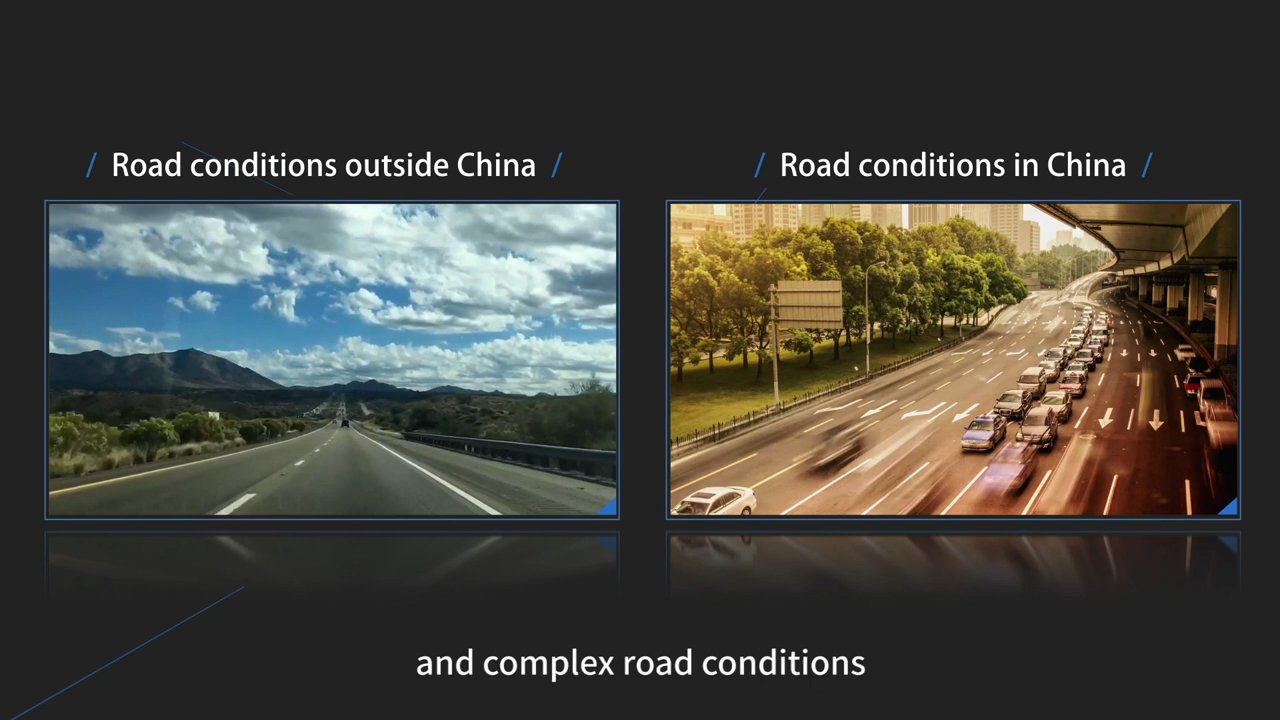 / Road conditions outside China /
/ Road conditions in China /
and complex road conditions